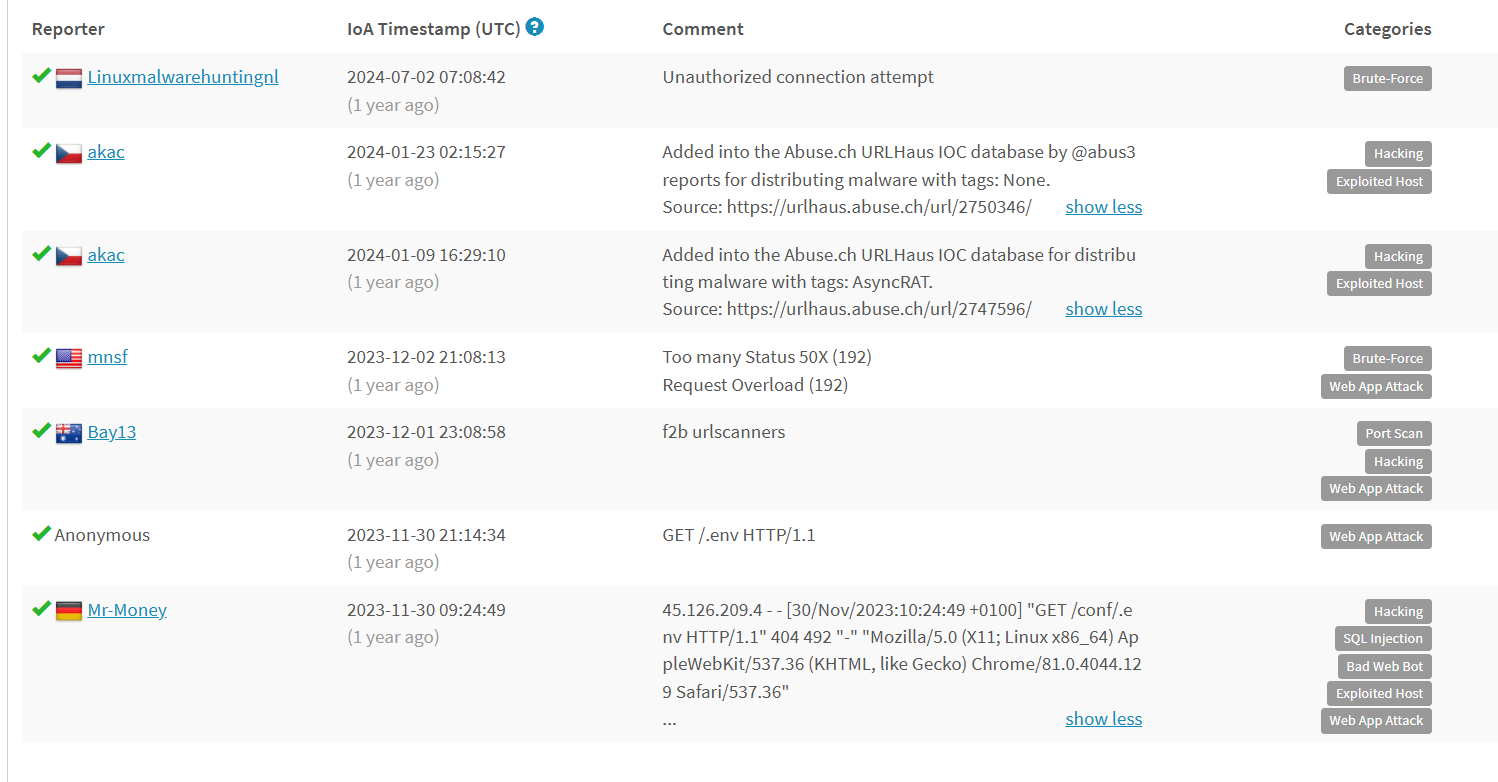 Reporter IoA Timestamp (UTC) ? Comment Categories
Linuxmalwarehuntingnl 2024-07-02 07:08:42 Unauthorized connection attempt Brute-Force
(1 year ago)
akac 2024-01-23 02:15:27 Added into the Abuse.ch URLHaus IOC database by @abus3 Hacking
(1 year ago) reports for distributing malware with tags: None. Exploited Host
Source: https://urlhaus.abuse.ch/url/2750346/ show less
akac 2024-01-09 16:29:10 Added into the Abuse.ch URLHaus IOC database for distribu Hacking
(1 year ago) ting malware with tags: AsyncRAT. Exploited Host
Source: https://urlhaus.abuse.ch/url/2747596/ show less
mnsf 2023-12-02 21:08:13 Too many Status 50X (192) Brute-Force
(1 year ago) Request Overload (192) Web App Attack
Bay13 2023-12-01 23:08:58 f2b urlscanners Port Scan
(1 year ago) Hacking
Web App Attack
Anonymous 2023-11-30 21:14:34 GET /.env HTTP/1.1 Web App Attack
(1 year ago)
Mr-Money 2023-11-30 09:24:49 45.126.209.4 - - [30/Nov/2023:10:24:49 +0100] "GET /conf/.e Hacking
(1 year ago) nv HTTP/1.1" 404 492 "-" "Mozilla/5.0 (X11; Linux x86_64) Ap SQL Injection
pleWebKit/537.36 (KHTML, like Gecko) Chrome/81.0.4044.12 Bad Web Bot
9 Safari/537.36" Exploited Host
... show less Web App Attack